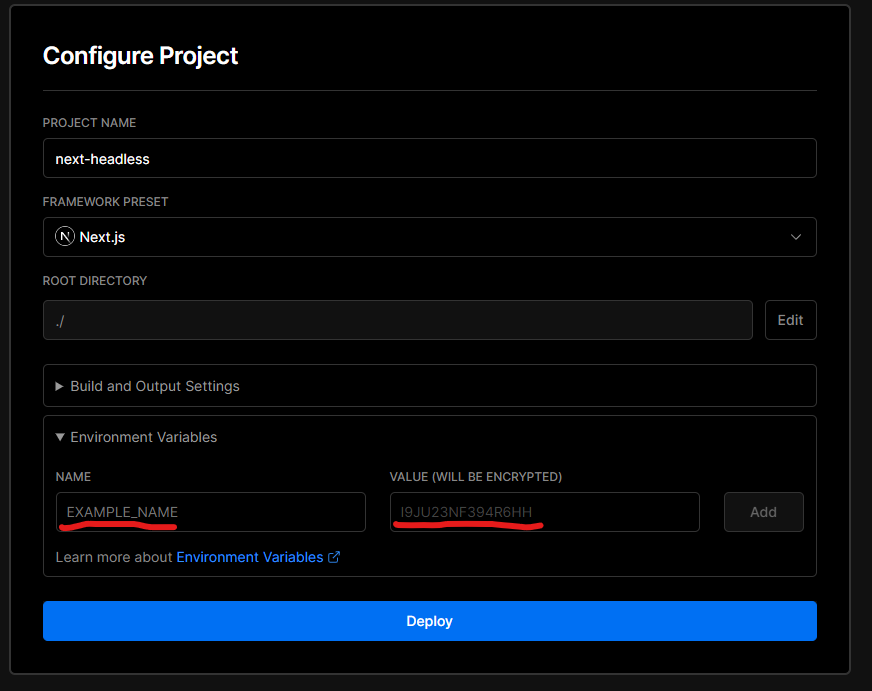 Configure Project
PROJECT NAME
next-headless
FRAMEWORK PRESET
N Next.js
ROOT DIRECTORY
./
Edit
Build and Output Settings
Environment Variables
NAME
VALUE (WILL BE ENCRYPTED)
EXAMPLE_NAME
I9JU23NF394R6HH
Add
Learn more about Environment Variables
Deploy